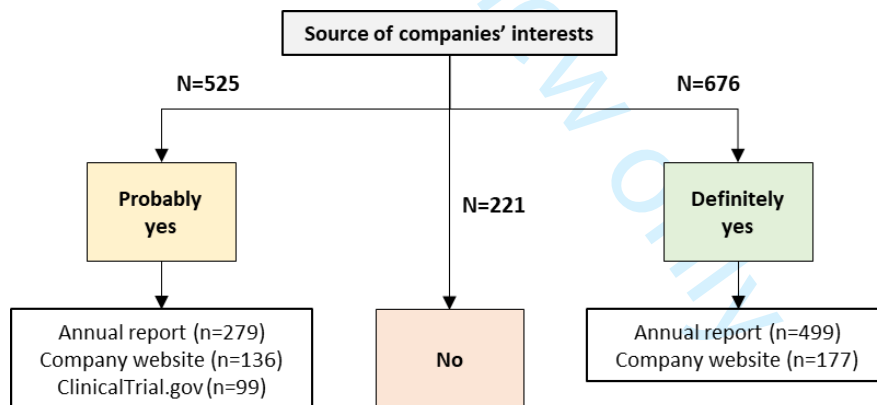 Source of companies' interests
N=525
N=676
Probably
yes
N=221
Definitely
yes
Annual report (n=279)
Company website (n=136)
ClinicalTrial.gov (n=99)
No
Annual report (n=499)
Company website (n=177)